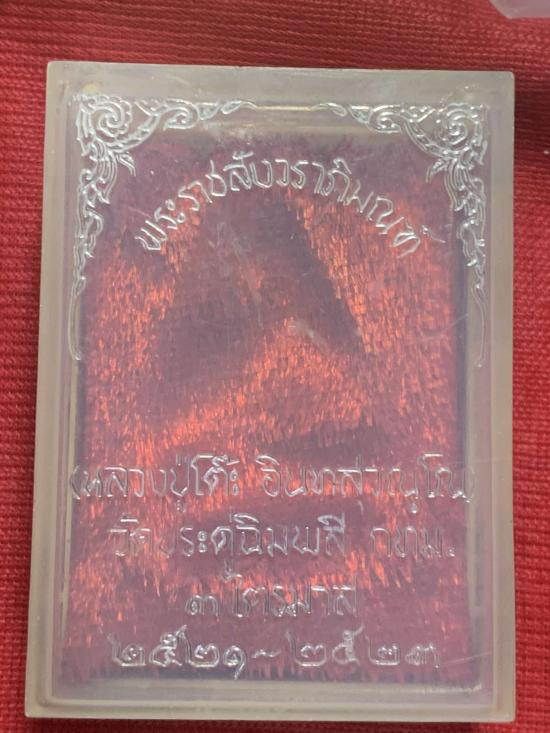 พระราชสังวราภิมณฑ์
(หลวงปู่โต๊ะ อินทสุวณฺโณ)
วัดประดู่ฉิมพลี กทม.
๓ ไตรมาส
๒๕๒๑~๒๕๒๓